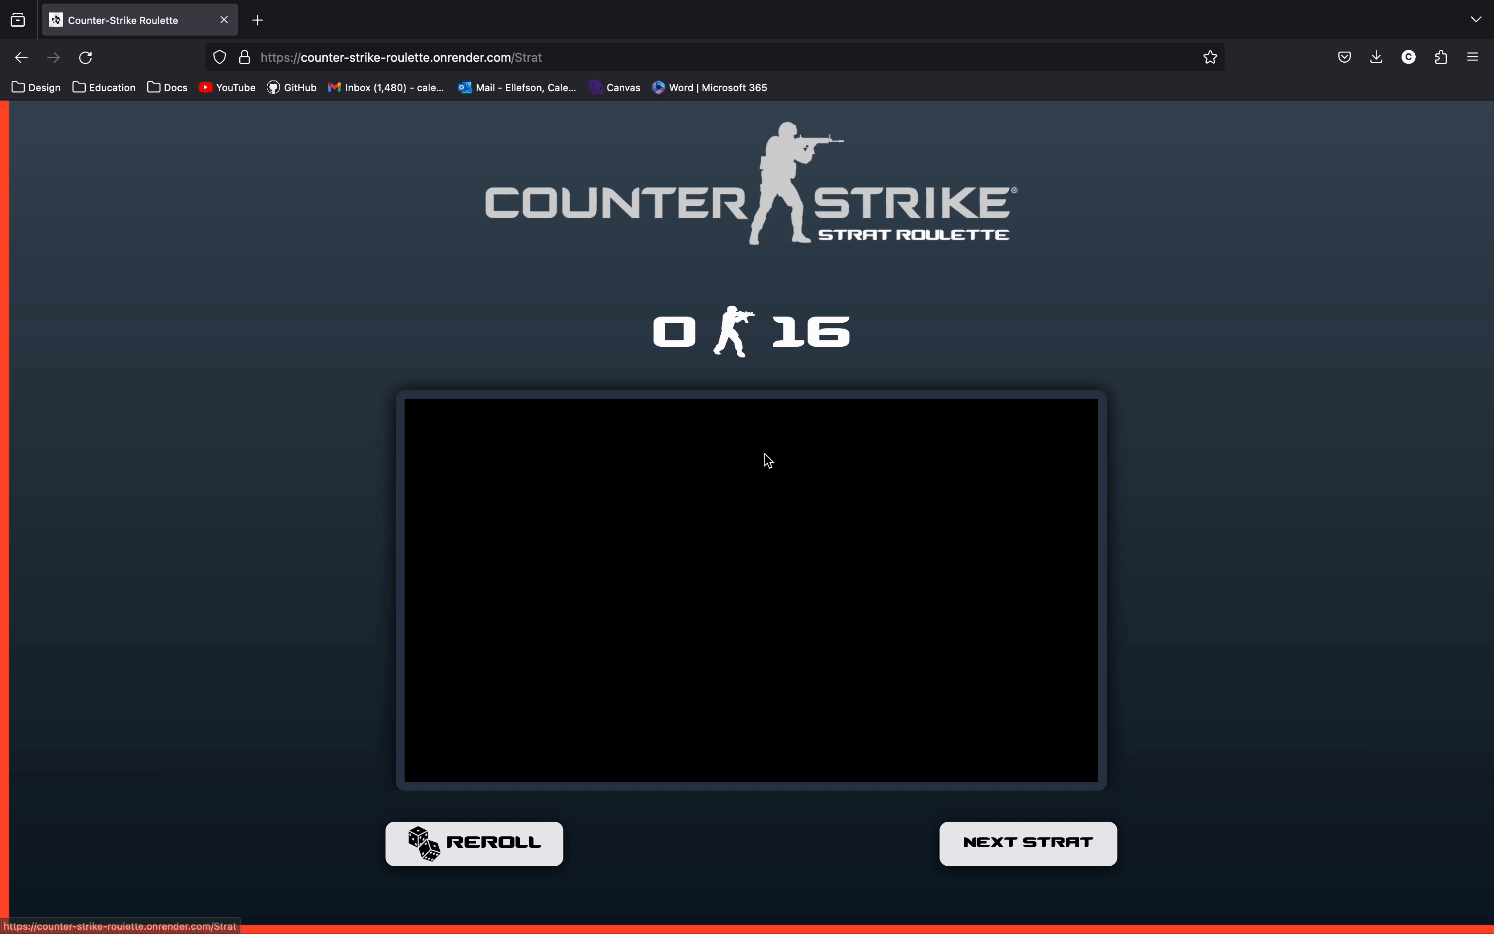 Counter-Strike Roulette
https://counter-strike-roulette.onrender.com/Strat
C
Design Education Docs YouTube GitHub Inbox (1,480) - cale... Mail - Ellefson, Cale... Canvas Word | Microsoft 365
COUNTER STRIKE®
STRAT ROULETTE
0 16
REROLL NEXT STRAT
https://counter-strike-roulette.onrender.com/Strat